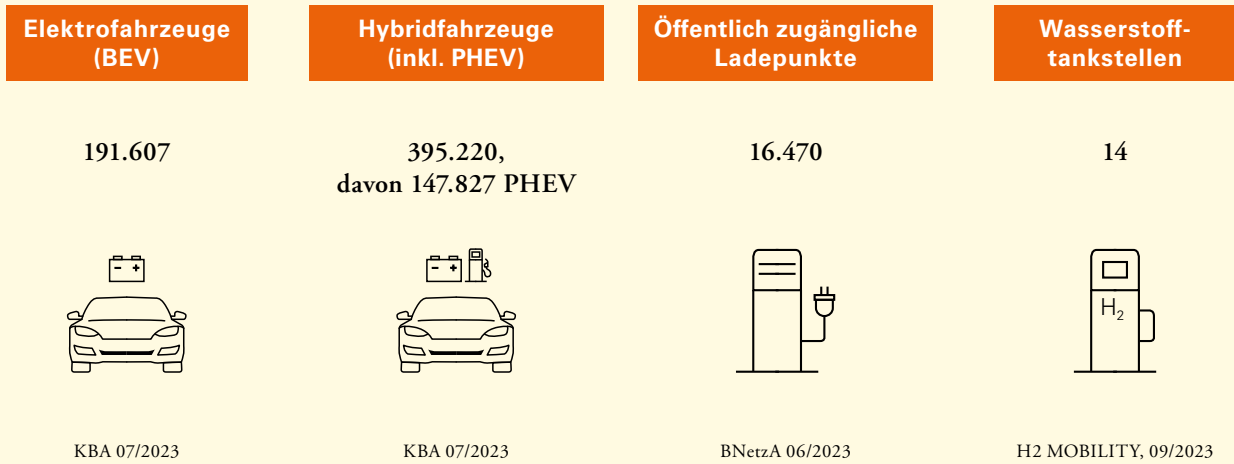 Elektrofahrzeuge
(BEV)
191.607
- +
KBA 07/2023
Hybridfahrzeuge
(inkl. PHEV)
395.220,
davon 147.827 PHEV
- +
KBA 07/2023
Öffentlich zugängliche
Ladepunkte
16.470
BNetzA 06/2023
Wasserstoff-
tankstellen
14
H₂
H2 MOBILITY, 09/2023